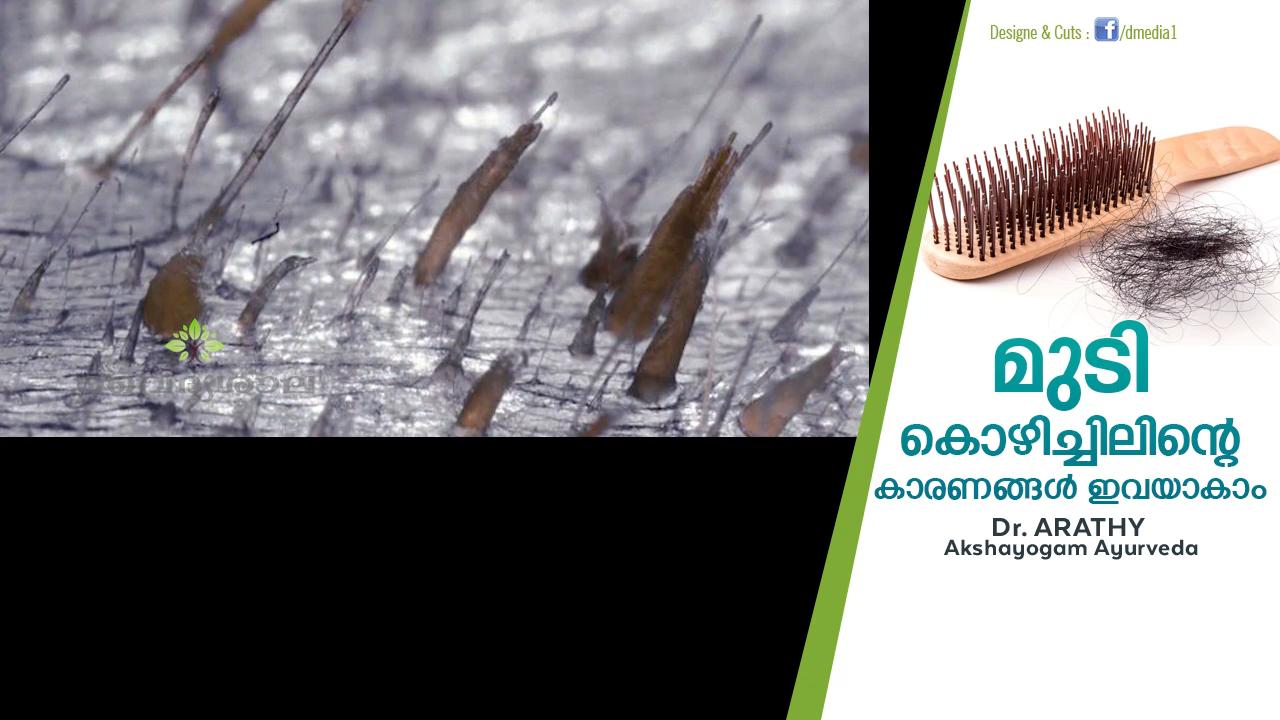 Designe & Cuts : f/dmedia1
മുടി
കൊഴിച്ചിലിന്റെ
കാരണങ്ങൾ ഇവയാകാം
Dr. ARATHY
Akshayogam Ayurveda